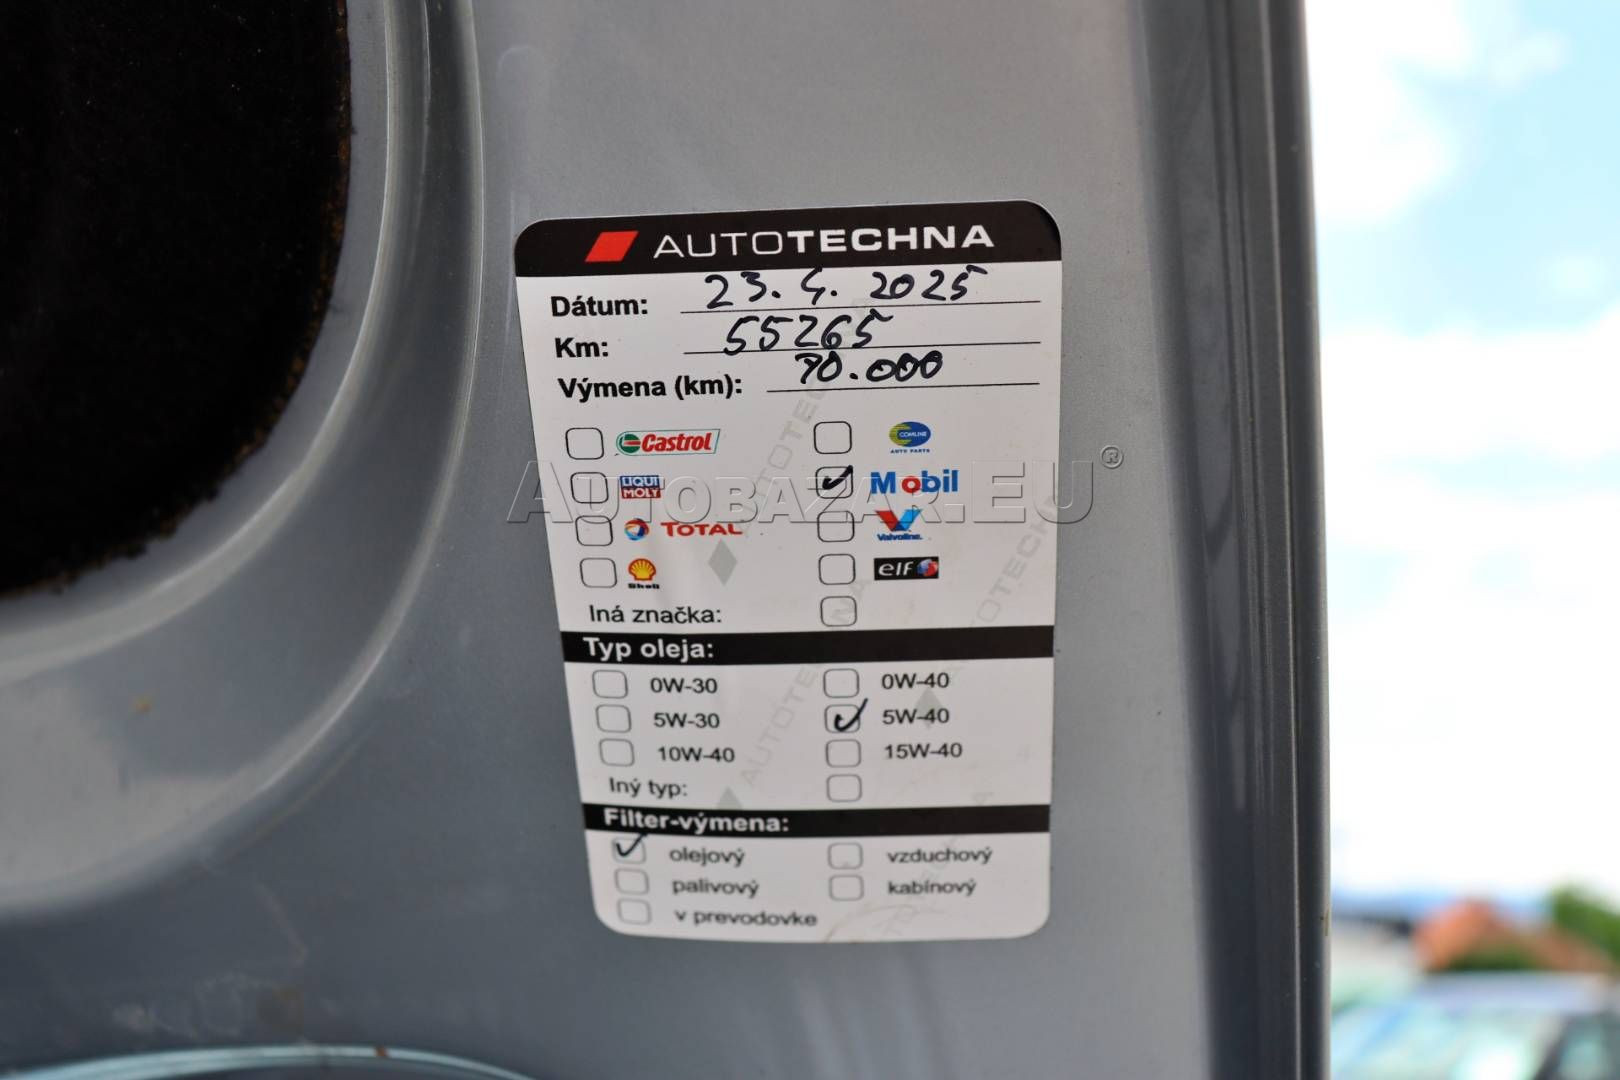 AUTOTECHNA
Dátum: 23. 4. 2025
Km: 55265
Výmena (km): 70.000
Castrol COMLINE AUTO PARTS
LIQUI MOLY Mobil
AUTOBAZAR.EU®
TOTAL Valvoline
Shell elf
Iná značka:
Typ oleja:
0W-30 0W-40
5W-30 5W-40
10W-40 15W-40
Iný typ:
Filter-výmena:
olejový vzduchový
palivový kabínový
v prevodovke